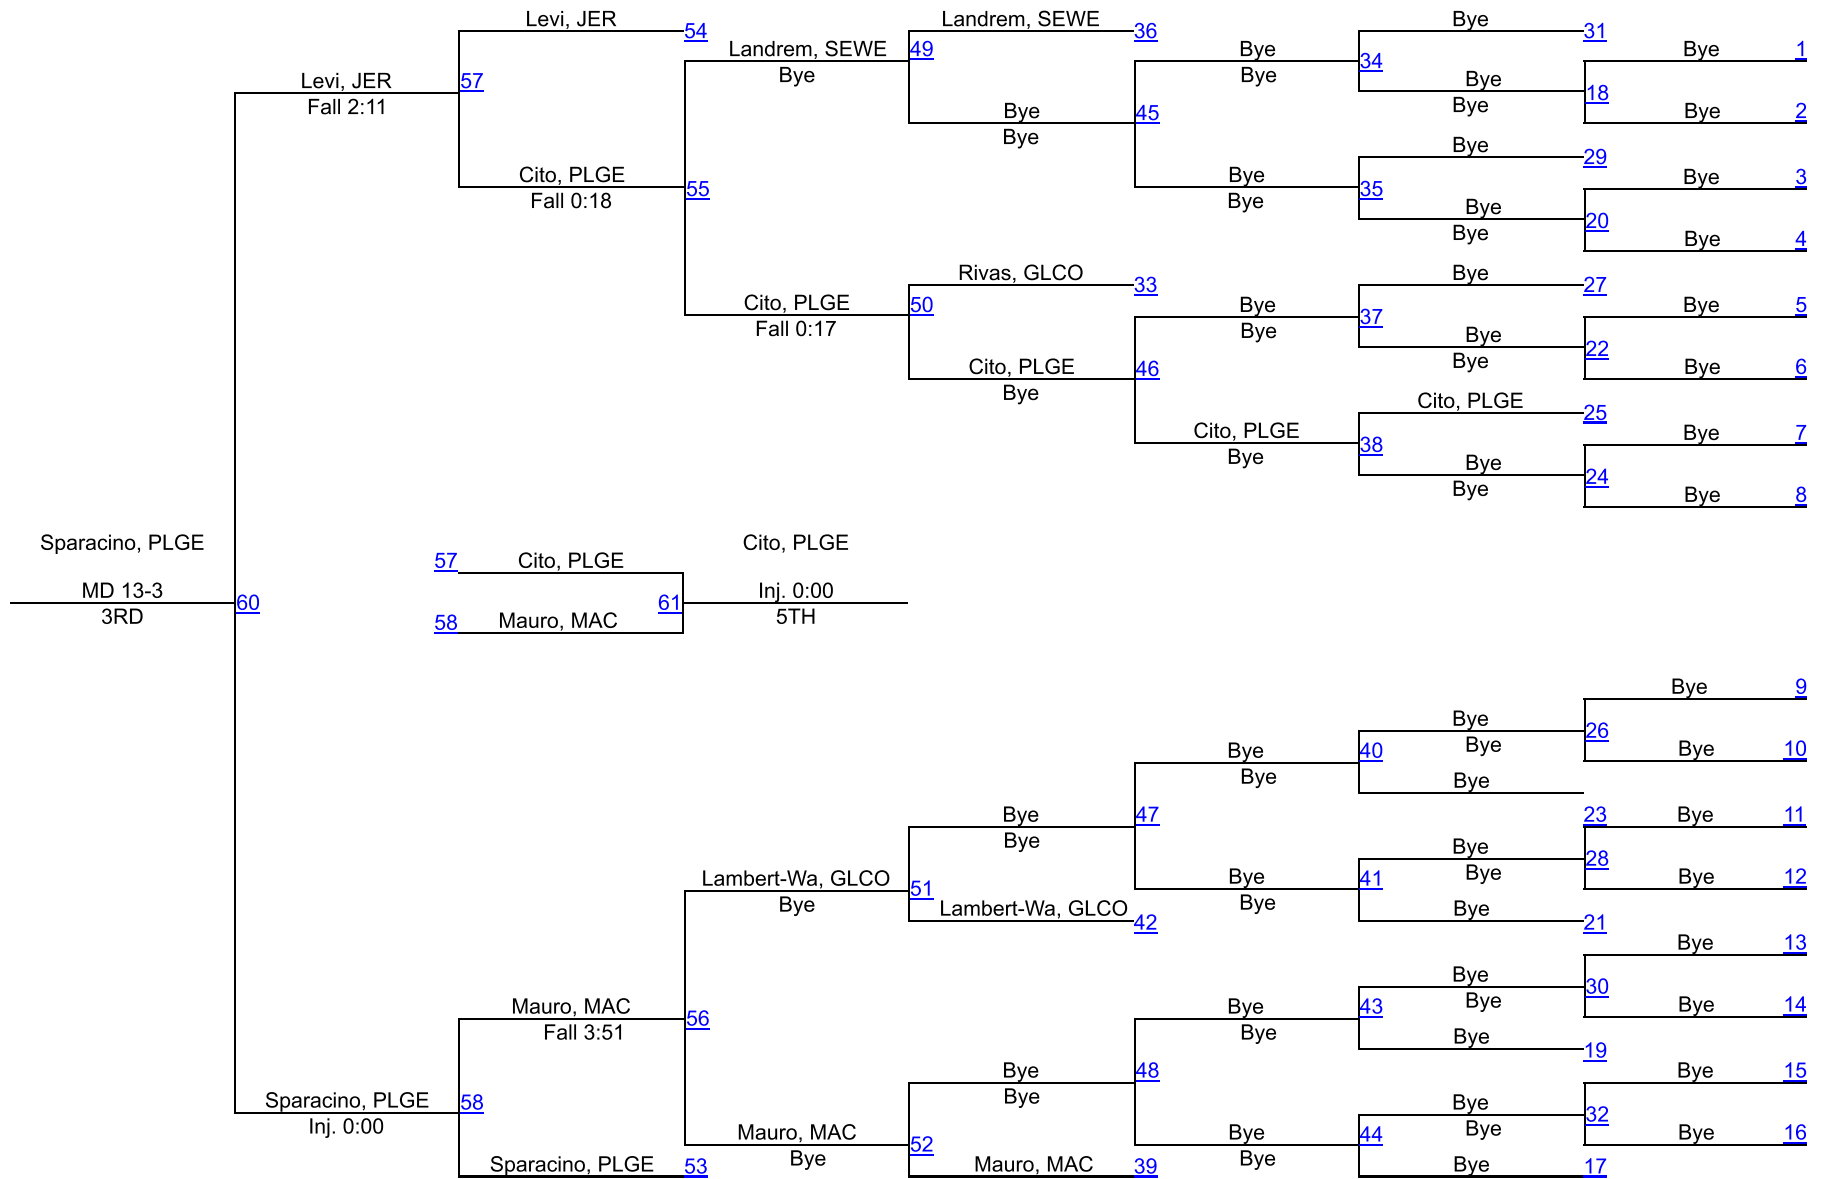 Levi, JER
54
Landrem, SEWE
36
Bye
31
Landrem, SEWE
49
Bye
Bye
1
Bye
Bye
34
Levi, JER
57
Bye
18
Fall 2:11
Bye
Bye
45
Bye
2
Bye
Bye
29
Cito, PLGE
55
Bye
35
Bye
3
Fall 0:18
Bye
Bye
20
Bye
Bye
4
Rivas, GLCO
33
Bye
27
Cito, PLGE
50
Bye
37
Bye
5
Fall 0:17
Bye
Bye
22
Bye
Cito, PLGE
46
Bye
6
Bye
Cito, PLGE
25
Cito, PLGE
38
Bye
7
Bye
Bye
24
Bye
Bye
8
Sparacino, PLGE
Cito, PLGE
57
Cito, PLGE
MD 13-3
60
61
Inj. 0:00
3RD
58
Mauro, MAC
5TH
Bye
9
Bye
26
Bye
40
Bye
Bye
10
Bye
Bye
Bye
47
23
Bye
11
Bye
Bye
28
Bye
Lambert-Wa, GLCO
51
Bye
41
Bye
12
Bye
Bye
Lambert-Wa, GLCO
42
Bye
21
Bye
13
Bye
30
Bye
Mauro, MAC
56
Bye
43
Bye
14
Fall 3:51
Bye
Bye
19
Bye
48
Bye
15
Bye
Sparacino, PLGE
58
Bye
32
Inj. 0:00
Bye
Mauro, MAC
52
Bye
44
Bye
16
Bye
Bye
Sparacino, PLGE
53
Mauro, MAC
39
Bye
17